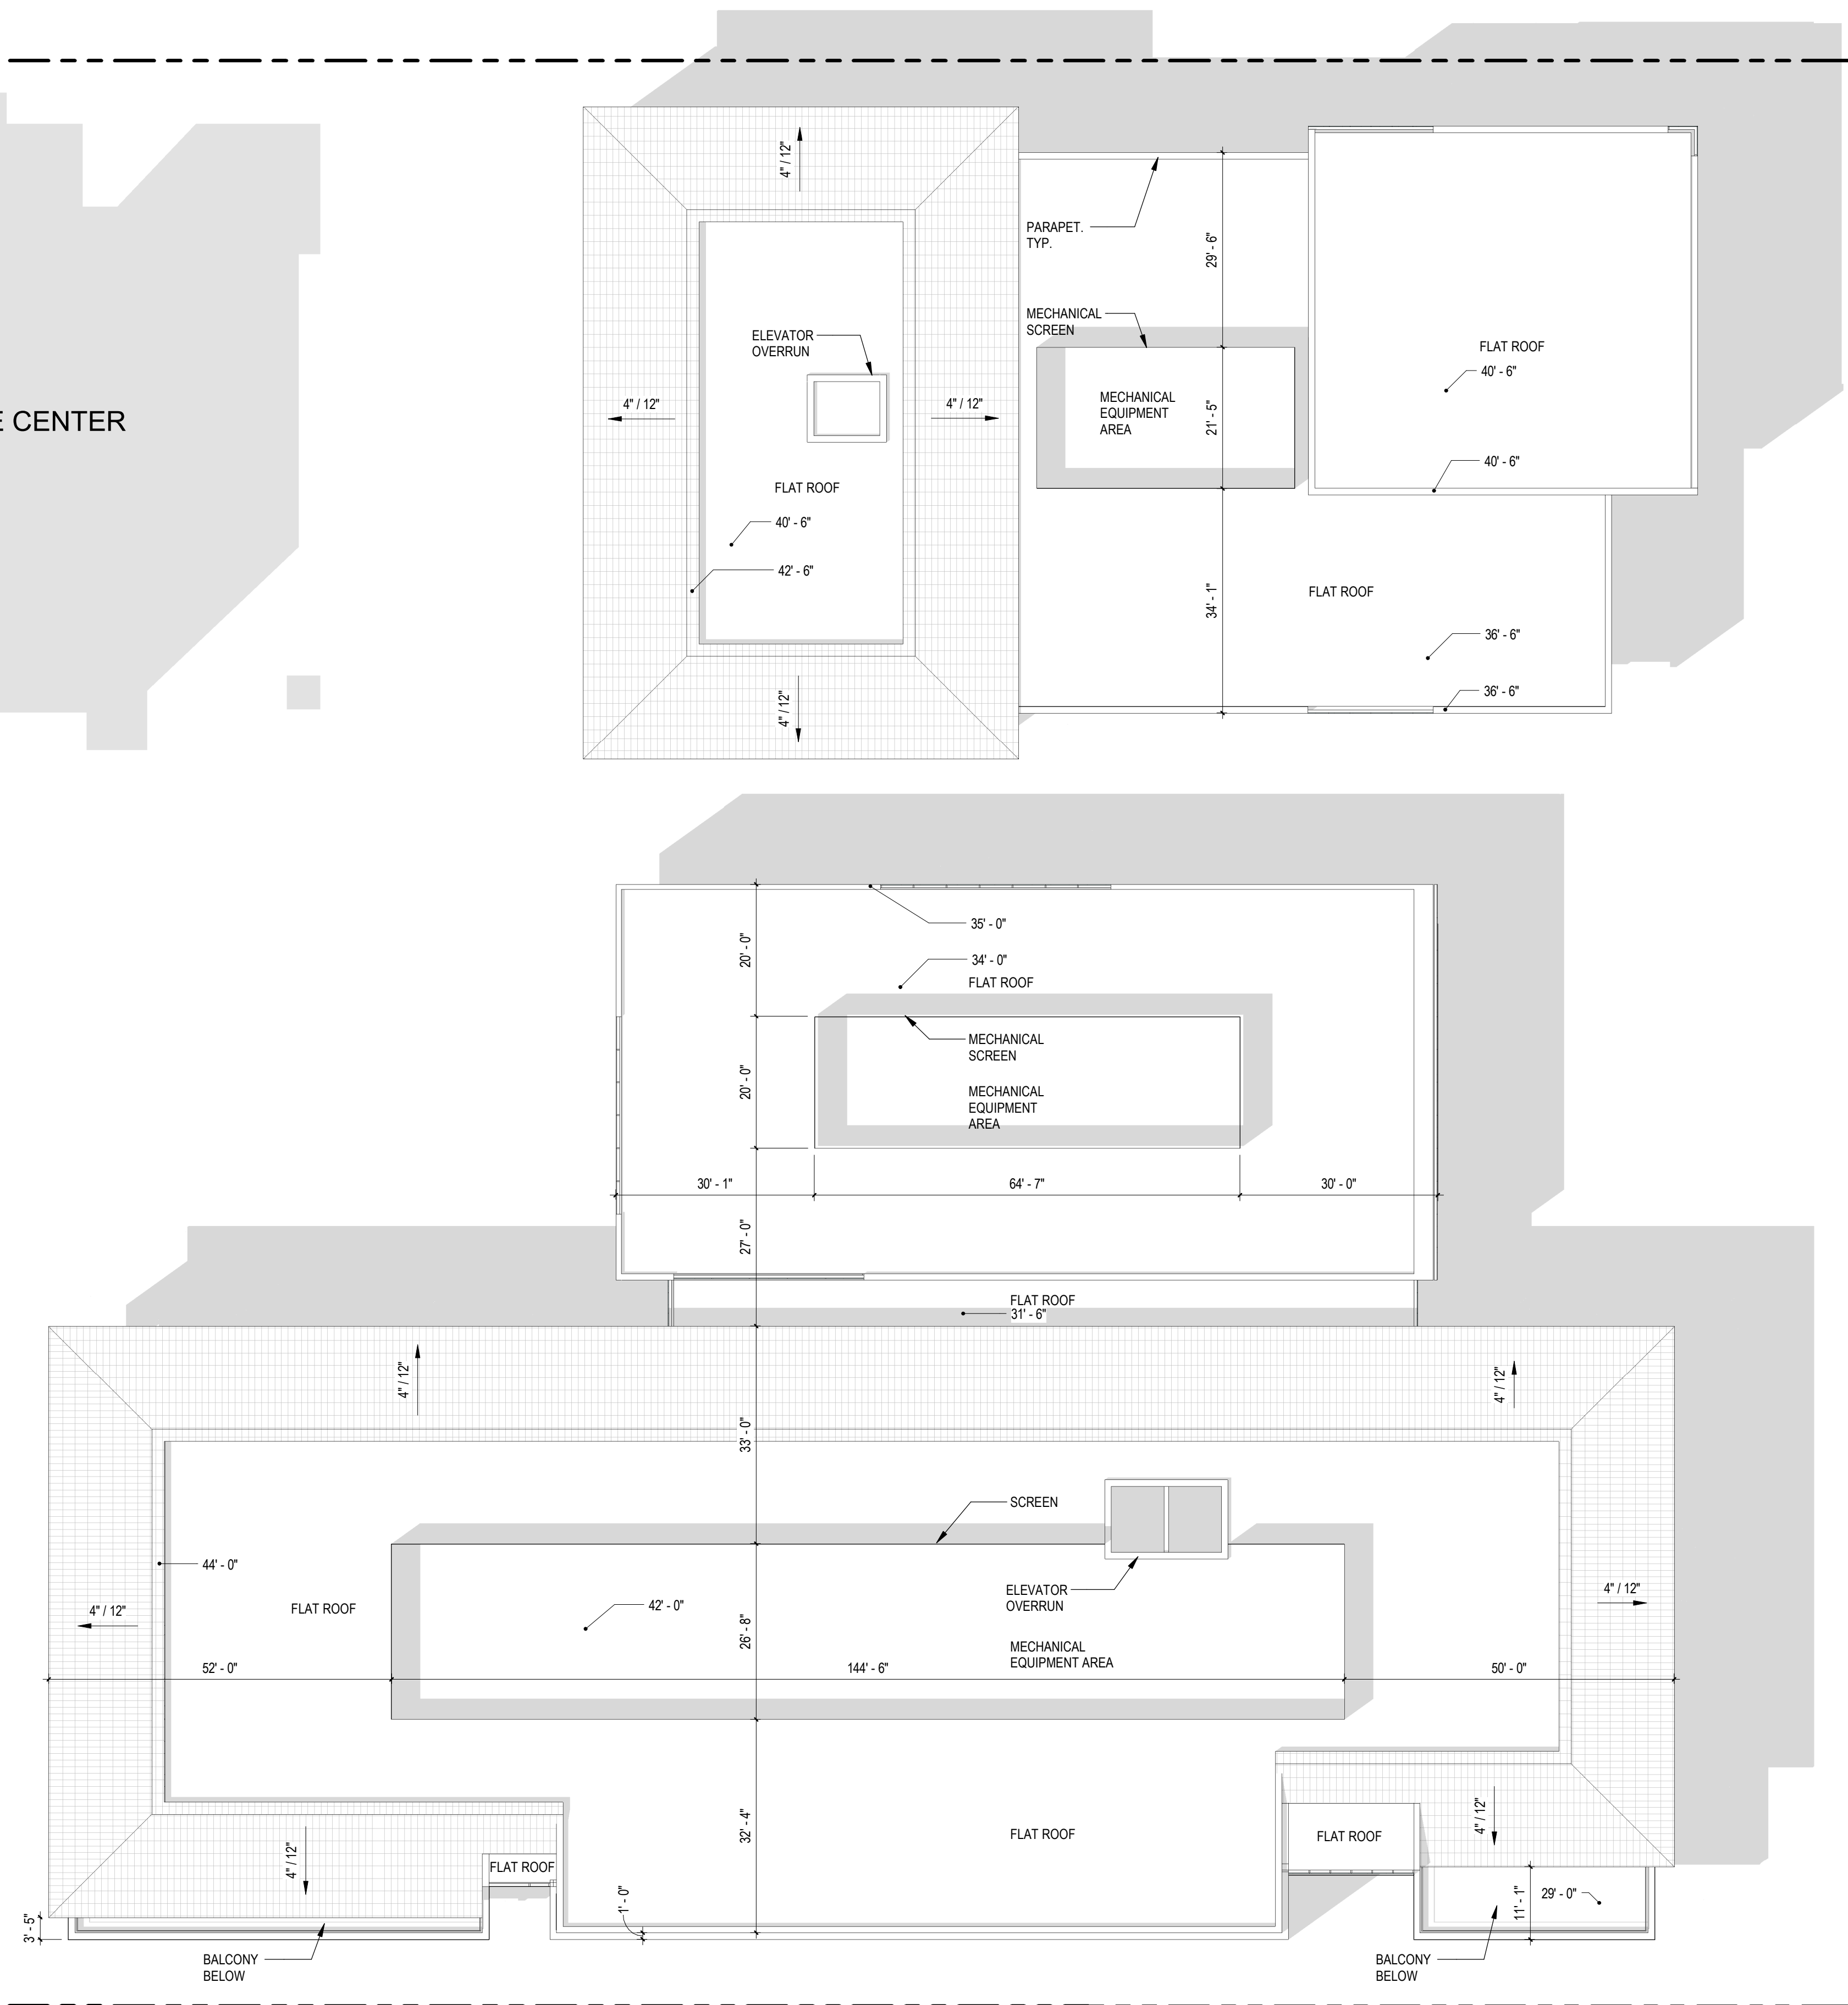 4" / 12"
PARAPET.
TYP.
29' - 6"
MECHANICAL
SCREEN
ELEVATOR
OVERRUN
FLAT ROOF
40' - 6"
4" / 12"
4" / 12"
MECHANICAL
EQUIPMENT
AREA
21' - 5"
E CENTER
40' - 6"
FLAT ROOF
40' - 6"
42' - 6"
34' - 1"
FLAT ROOF
36' - 6"
36' - 6"
4" / 12"
35' - 0"
20' - 0"
34' - 0"
FLAT ROOF
MECHANICAL
SCREEN
20' - 0"
MECHANICAL
EQUIPMENT
AREA
30' - 1"
64' - 7"
30' - 0"
27' - 0"
FLAT ROOF
31' - 6"
4" / 12"
4" / 12"
33' - 0"
SCREEN
44' - 0"
FLAT ROOF
4" / 12"
42' - 0"
ELEVATOR
OVERRUN
4" / 12"
26' - 8"
MECHANICAL
EQUIPMENT AREA
52' - 0"
144' - 6"
50' - 0"
32' - 4"
FLAT ROOF
FLAT ROOF
4" / 12"
4" / 12"
FLAT ROOF
1' - 0"
29' - 0"
11' - 1"
3' - 5"
BALCONY
BELOW
BALCONY
BELOW